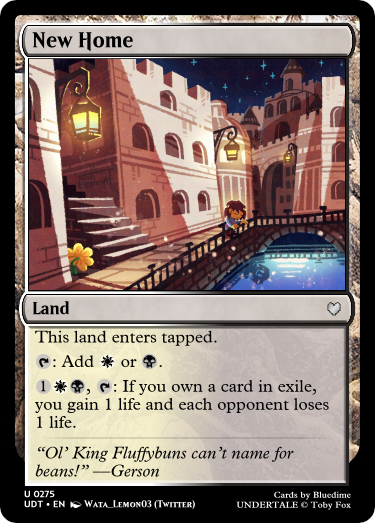 New Home
Land
This land enters tapped.
: Add or .
1 , : If you own a card in exile,
you gain 1 life and each opponent loses
1 life.
“Ol’ King Fluffybuns can’t name for
beans!” —Gerson
U 0275
UDT • EN Wata_Lemon03 (Twitter)
Cards by Bluedime
UNDERTALE © Toby Fox